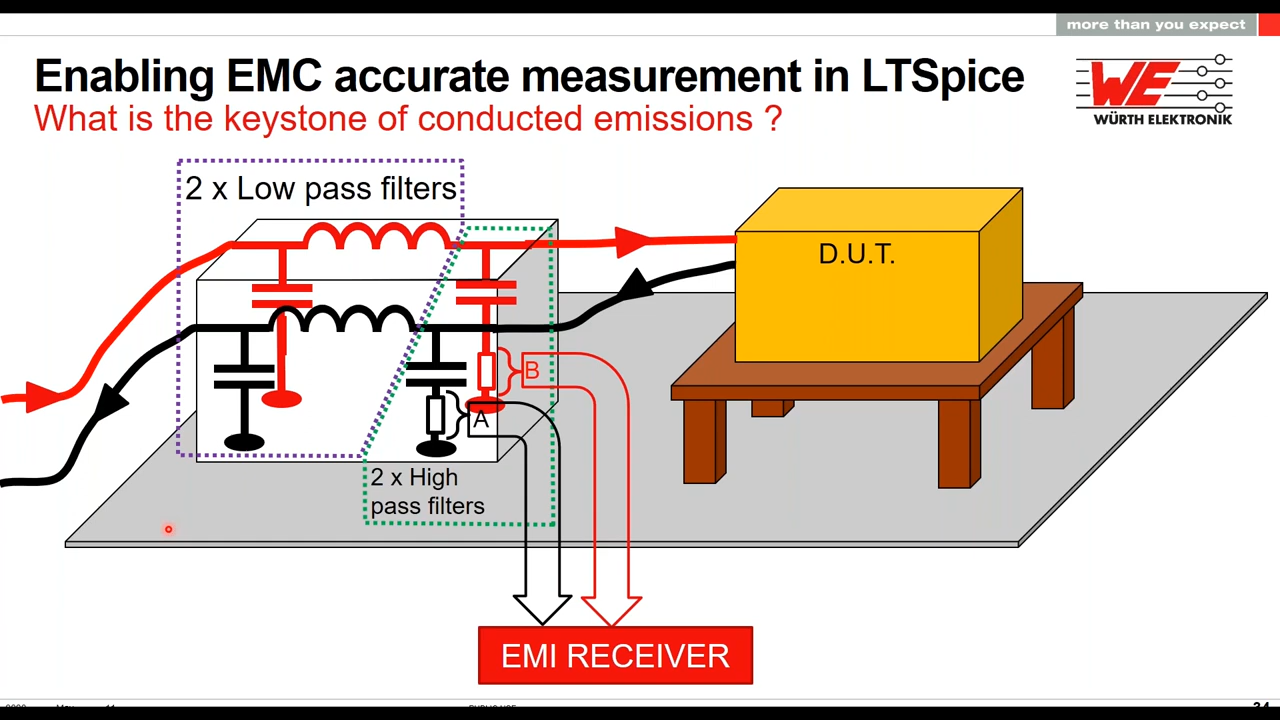 more than you expect
Enabling EMC accurate measurement in LTSpice
What is the keystone of conducted emissions ?
WE
WÜRTH ELEKTRONIK
2 x Low pass filters
D.U.T.
B
A
2 x High
pass filters
EMI RECEIVER